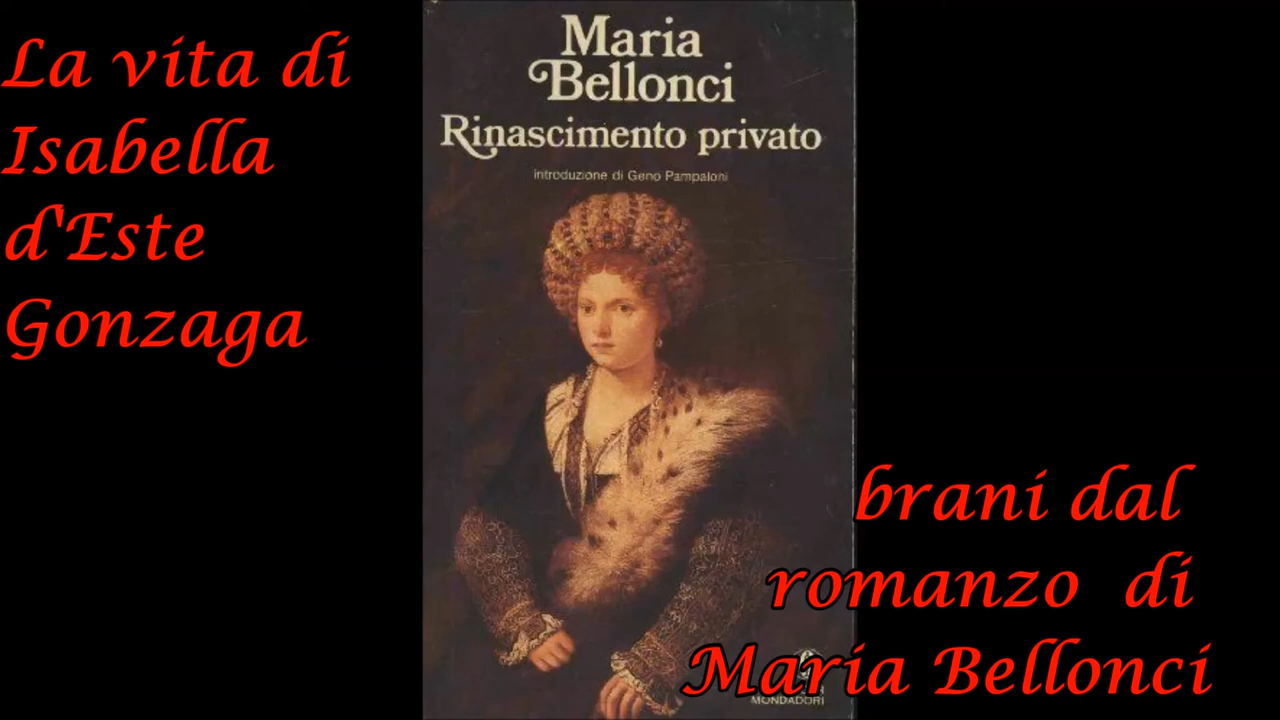 La vita di
Isabella
d'Este
Gonzaga
Maria
Bellonci
Rinascimento privato
introduzione di Geno Pampaloni
brani dal
romanzo di
Maria Bellonci
MONDADORI